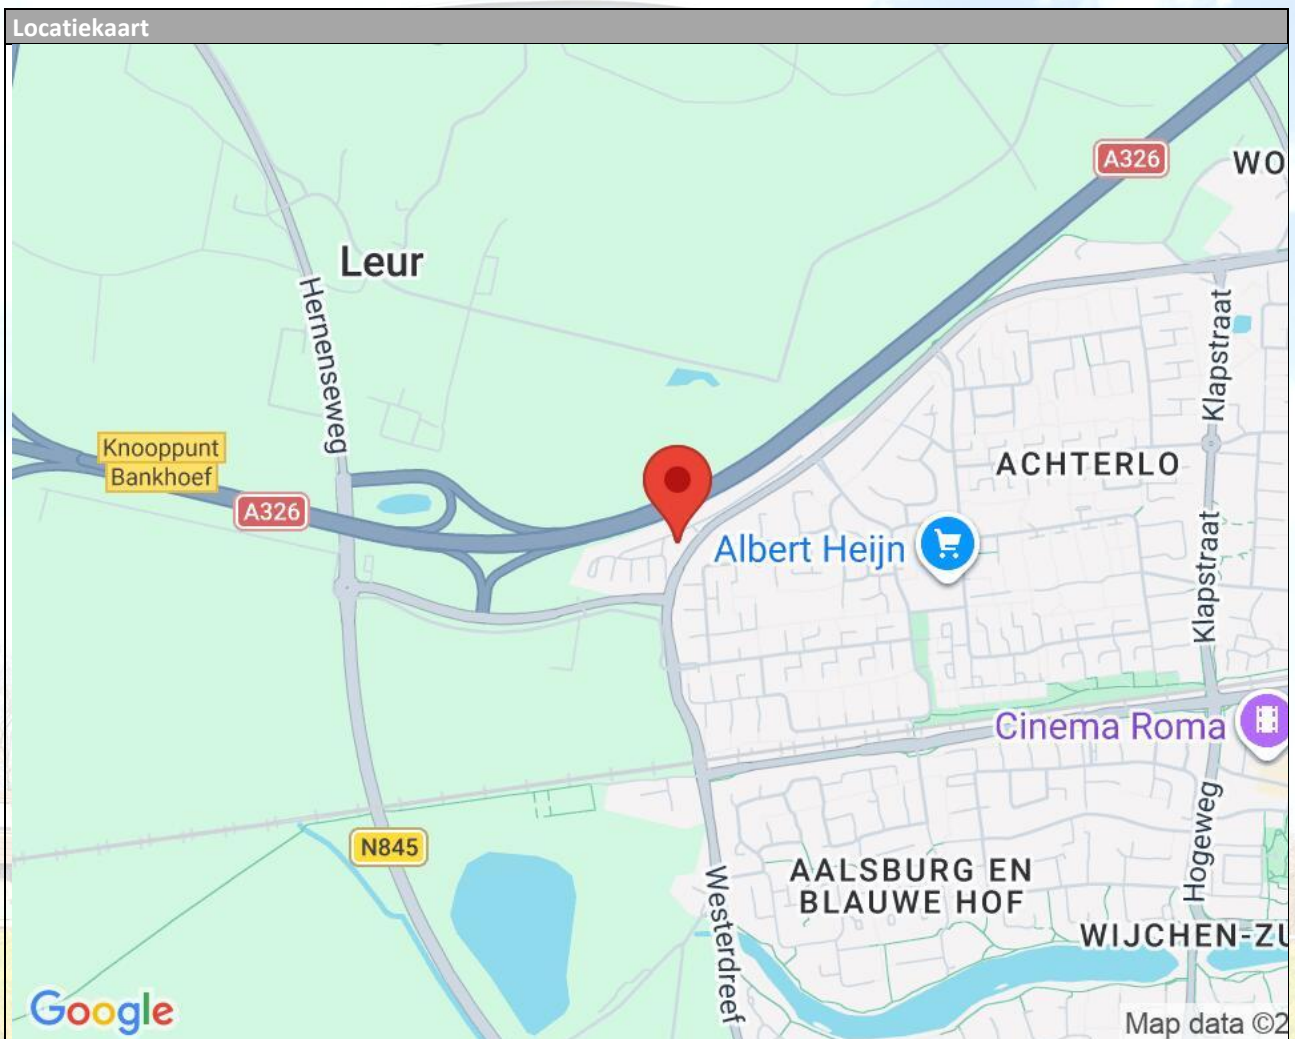 Locatiekaart
A326
WO
Leur
Hernenseweg
Klapstraat
Knooppunt
Bankhoef
ACHTERLO
A326
Albert Heijn
Klapstraat
Cinema Roma
N845
Hogeweg
AALSBURG EN
BLAUWE HOF
Westerdreef
WIJCHEN-ZU
Google
Map data ©2